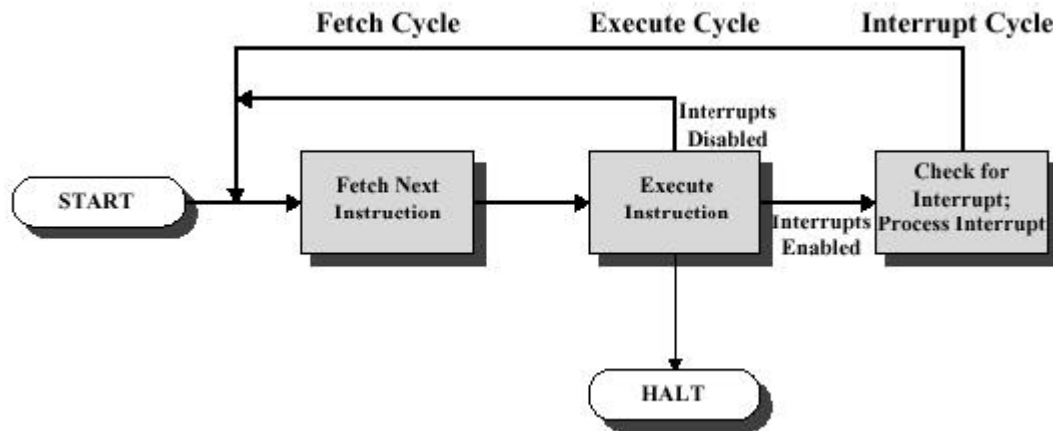 Fetch Cycle
Execute Cycle
Interrupt Cycle
Interrupts
Disabled
START
Fetch Next
Instruction
Execute
Instruction
Interrupts
Enabled
Check for
Interrupt;
Process Interrupt
HALT